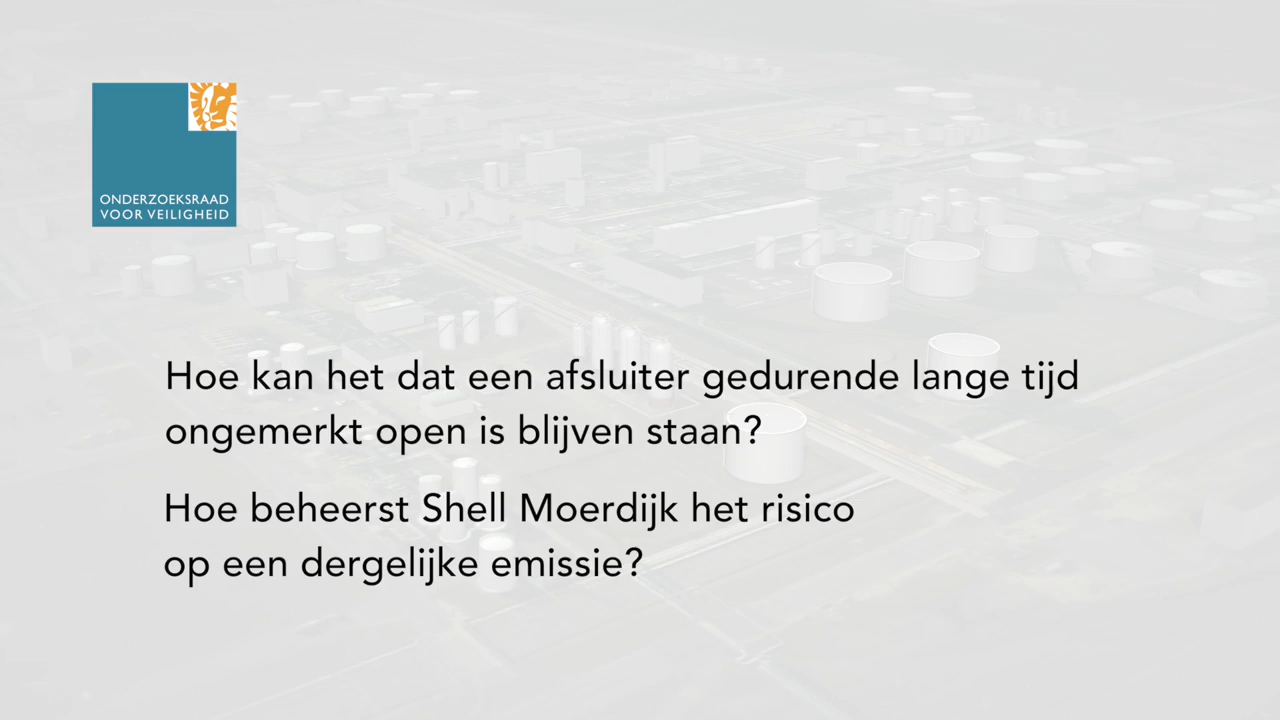 ONDERZOEKSRAAD
VOOR VEILIGHEID
Hoe kan het dat een afsluiter gedurende lange tijd
ongemerkt open is blijven staan?
Hoe beheerst Shell Moerdijk het risico
op een dergelijke emissie?